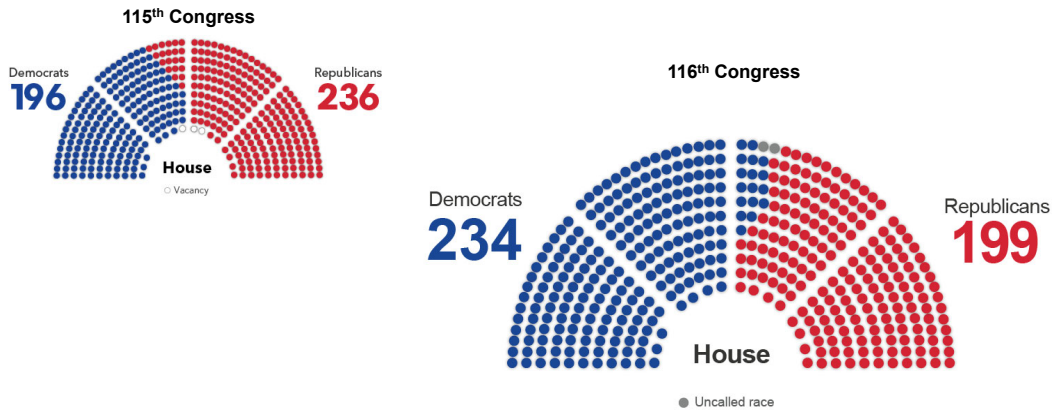 115th Congress
Democrats
196
Republicans
236
House
Vacancy
116th Congress
Democrats
234
Republicans
199
House
Uncalled race